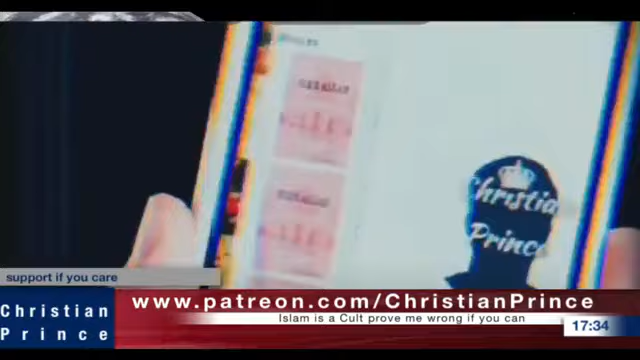 Christian
Prince
support if you care
Christian
Prince
www.patreon.com/ChristianPrince
Islam is a Cult prove me wrong if you can
17:34